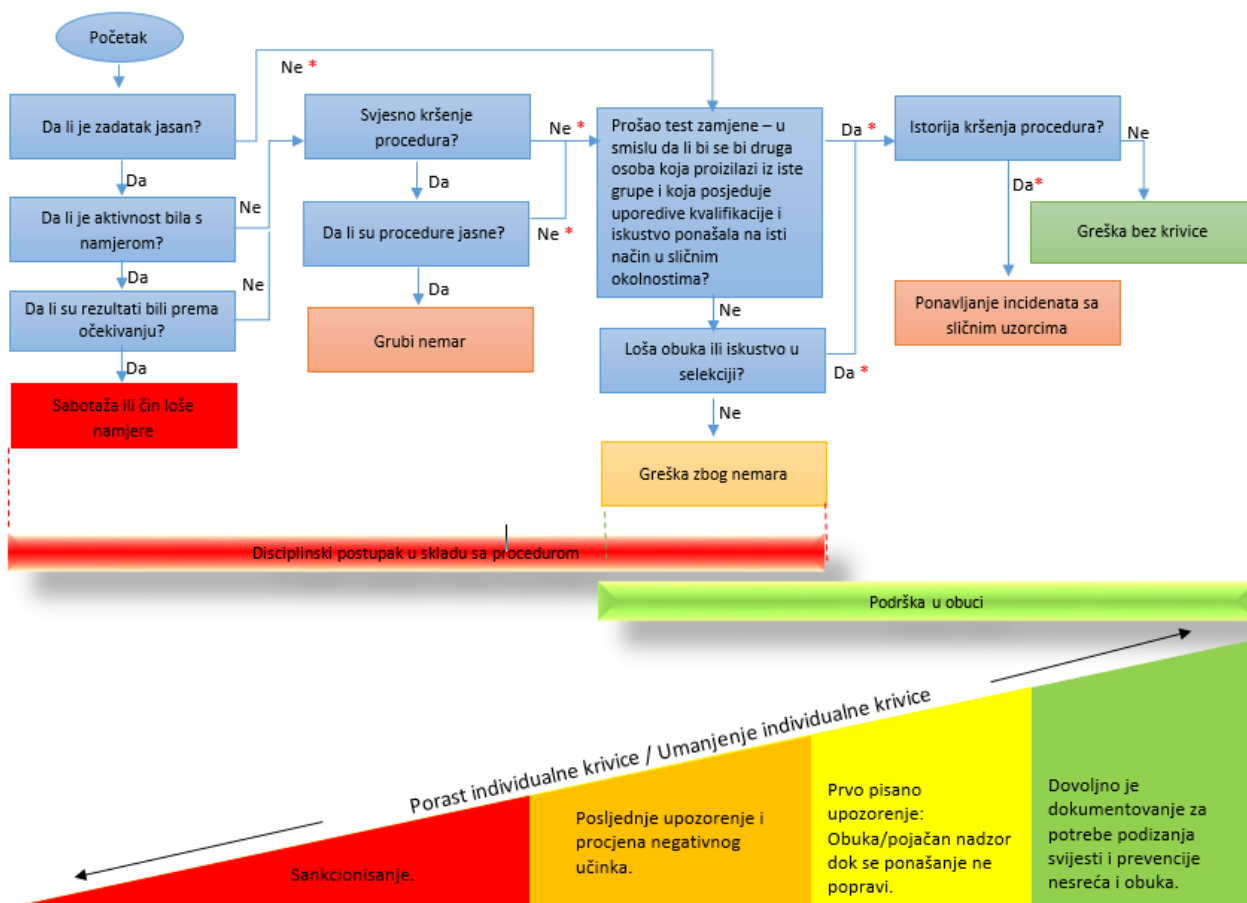 Početak
Ne *
Da li je zadatak jasan?
Da
Da li je aktivnost bila s
namjerom?
Ne
Da
Da li su rezultati bili prema
očekivanju?
Ne
Da
Sabotaža ili čin loše
namjere
Svjesno kršenje
procedura?
Ne *
Da
Da li su procedure jasne?
Ne *
Da
Grubi nemar
Prošao test zamjene – u
smislu da li bi se bi druga
osoba koja proizilazi iz iste
grupe i koja posjeduje
uporedive kvalifikacije i
iskustvo ponašala na isti
način u sličnim
okolnostima?
Da *
Ne
Loša obuka ili iskustvo u
selekciji?
Da *
Ne
Greška zbog nemara
Istorija kršenja procedura?
Ne
Da*
Greška bez krivice
Ponavljanje incidenata sa
sličnim uzorcima
Disciplinski postupak u skladu sa procedurom
Podrška u obuci
Porast individualne krivice / Umanjenje individualne krivice
Sankcionisanje.
Posljednje upozorenje i
procjena negativnog
učinka.
Prvo pisano
upozorenje:
Obuka/pojačan nadzor
dok se ponašanje ne
popravi.
Dovoljno je
dokumentovanje za
potrebe podizanja
svijesti i prevencije
nesreća i obuka.